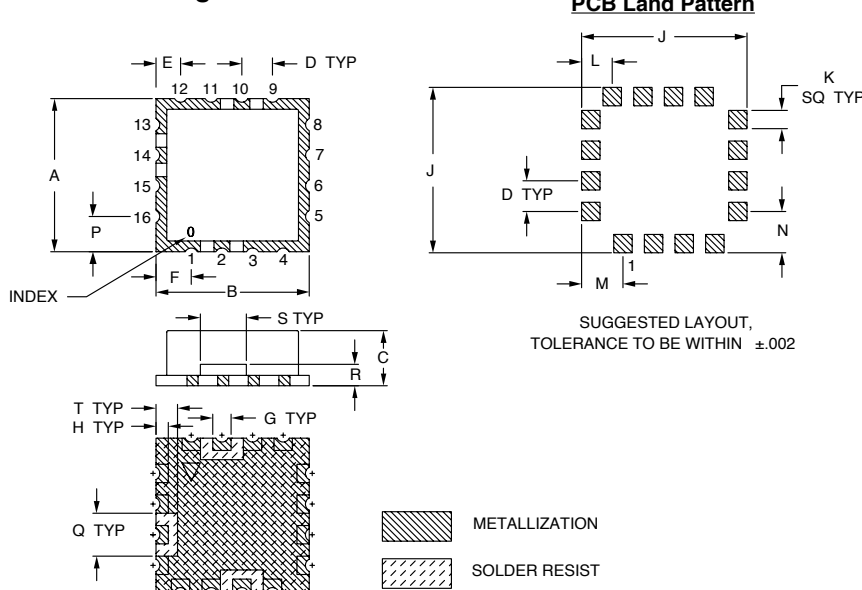 PCB Land Pattern
E
D TYP
12 11 10 9
13
14
15
16
8
7
6
5
A
P
0
1 2 3 4
F
B
INDEX
J
L
K
SQ TYP
J
D TYP
N
1
M
SUGGESTED LAYOUT,
TOLERANCE TO BE WITHIN ±.002
S TYP
C
R
T TYP
H TYP
G TYP
Q TYP
METALLIZATION
SOLDER RESIST